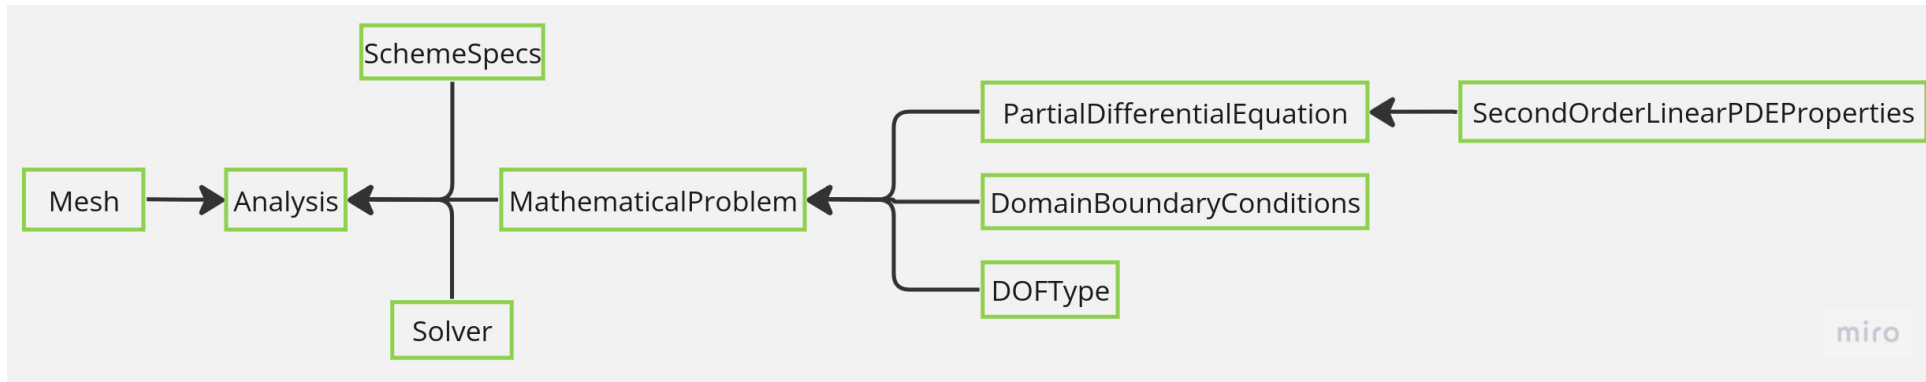 SchemeSpecs
PartialDifferentialEquation
SecondOrderLinearPDEProperties
Mesh
Analysis
MathematicalProblem
DomainBoundaryConditions
DOFType
Solver
miro